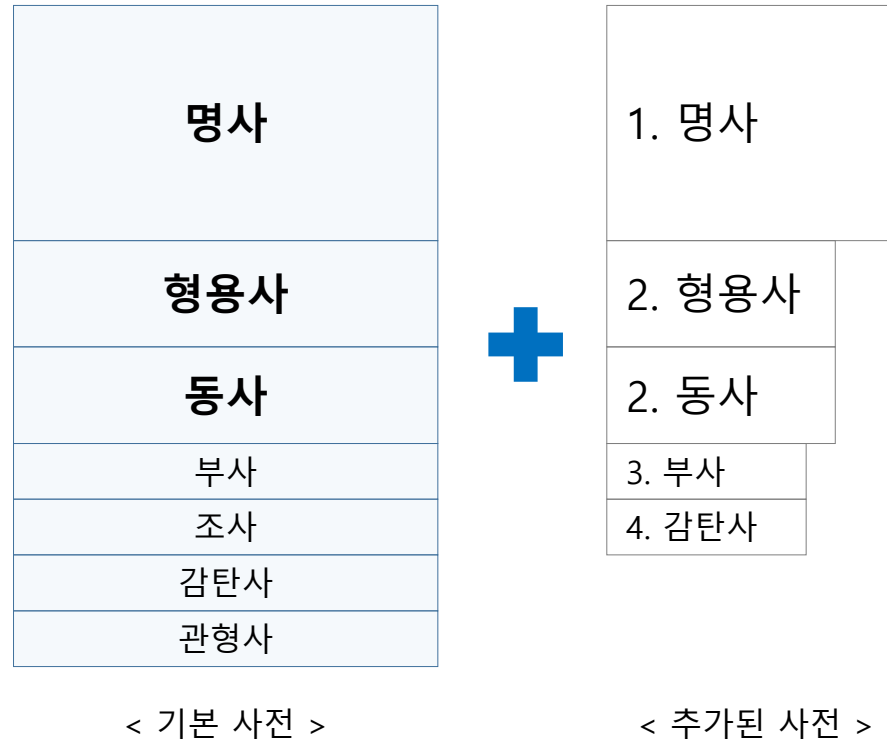 명사
형용사
동사
부사
조사
감탄사
관형사
< 기본 사전 >
1. 명사
2. 형용사
2. 동사
3. 부사
4. 감탄사
< 추가된 사전 >